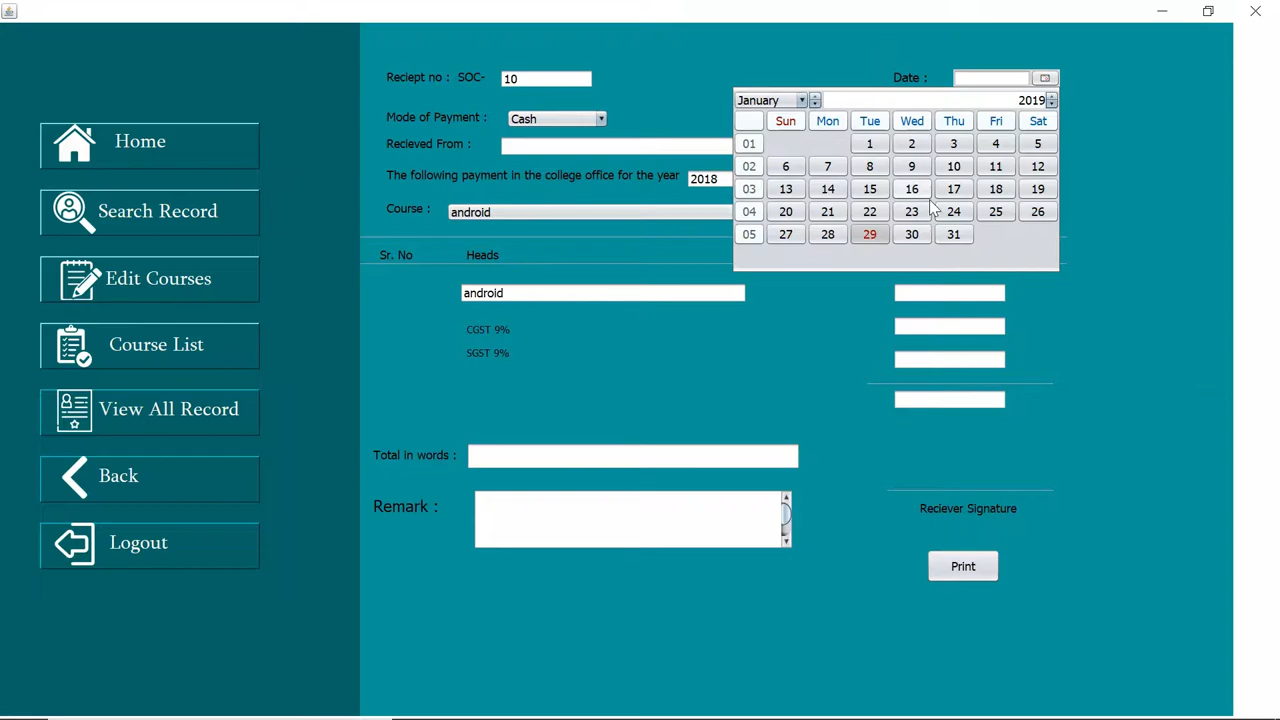 Reciept no : SOC- 10 Date :
January 2019
Home
Mode of Payment : Cash
Sun Mon Tue Wed Thu Fri Sat
01 1 2 3 4 5
Recieved From :
02 6 7 8 9 10 11 12
The following payment in the college office for the year 2018
03 13 14 15 16 17 18 19
Search Record
Course : android
04 20 21 22 23 24 25 26
05 27 28 29 30 31
Sr. No Heads
Edit Courses
android
CGST 9%
Course List
SGST 9%
View All Record
Total in words :
Back
Remark :
Reciever Signature
Logout
Print